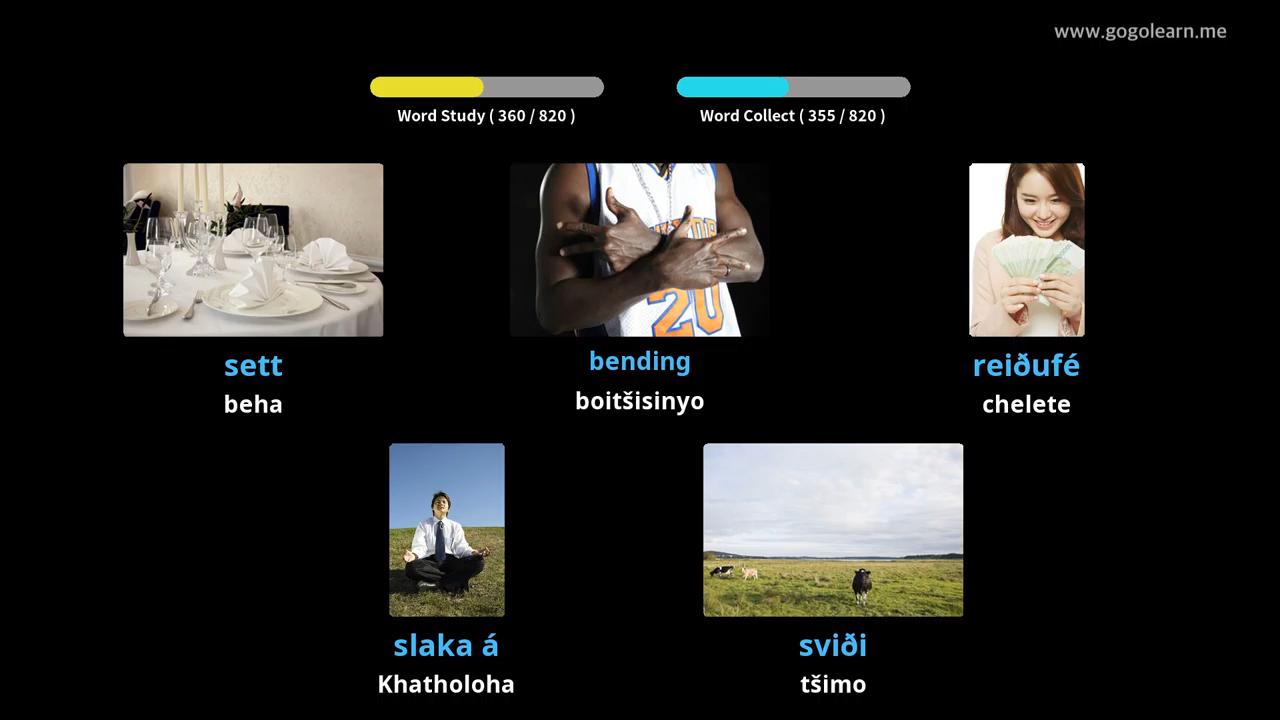 www.gogolearn.me
Word Study ( 360 / 820 )
Word Collect ( 355 / 820 )
20
sett
beha
bending
boitšisinyo
reiðufé
chelete
slaka á
Khatholoha
sviði
tšimo